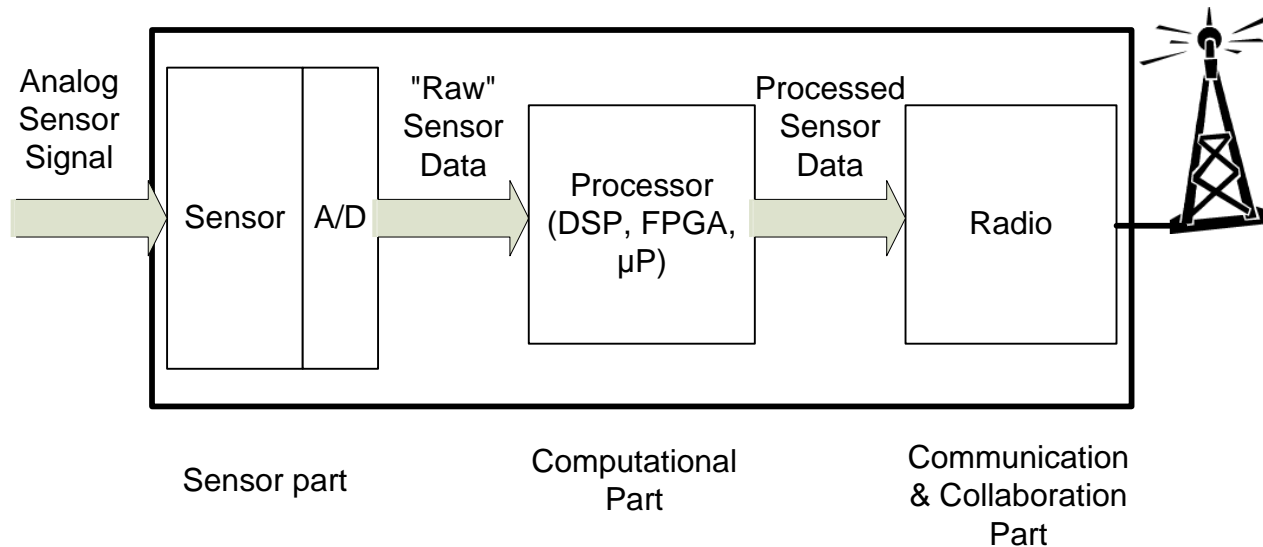 Analog
Sensor
Signal
Sensor
A/D
"Raw"
Sensor
Data
Processor
(DSP, FPGA,
µP)
Processed
Sensor
Data
Radio
Sensor part
Computational
Part
Communication
& Collaboration
Part